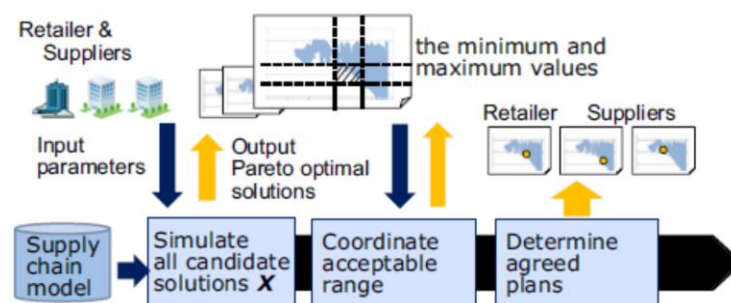 Retailer &
Suppliers
the minimum and
maximum values
Input
parameters
Output
Pareto optimal
solutions
Retailer
Suppliers
Supply
chain
model
Simulate
all candidate
solutions X
Coordinate
acceptable
range
Determine
agreed
plans